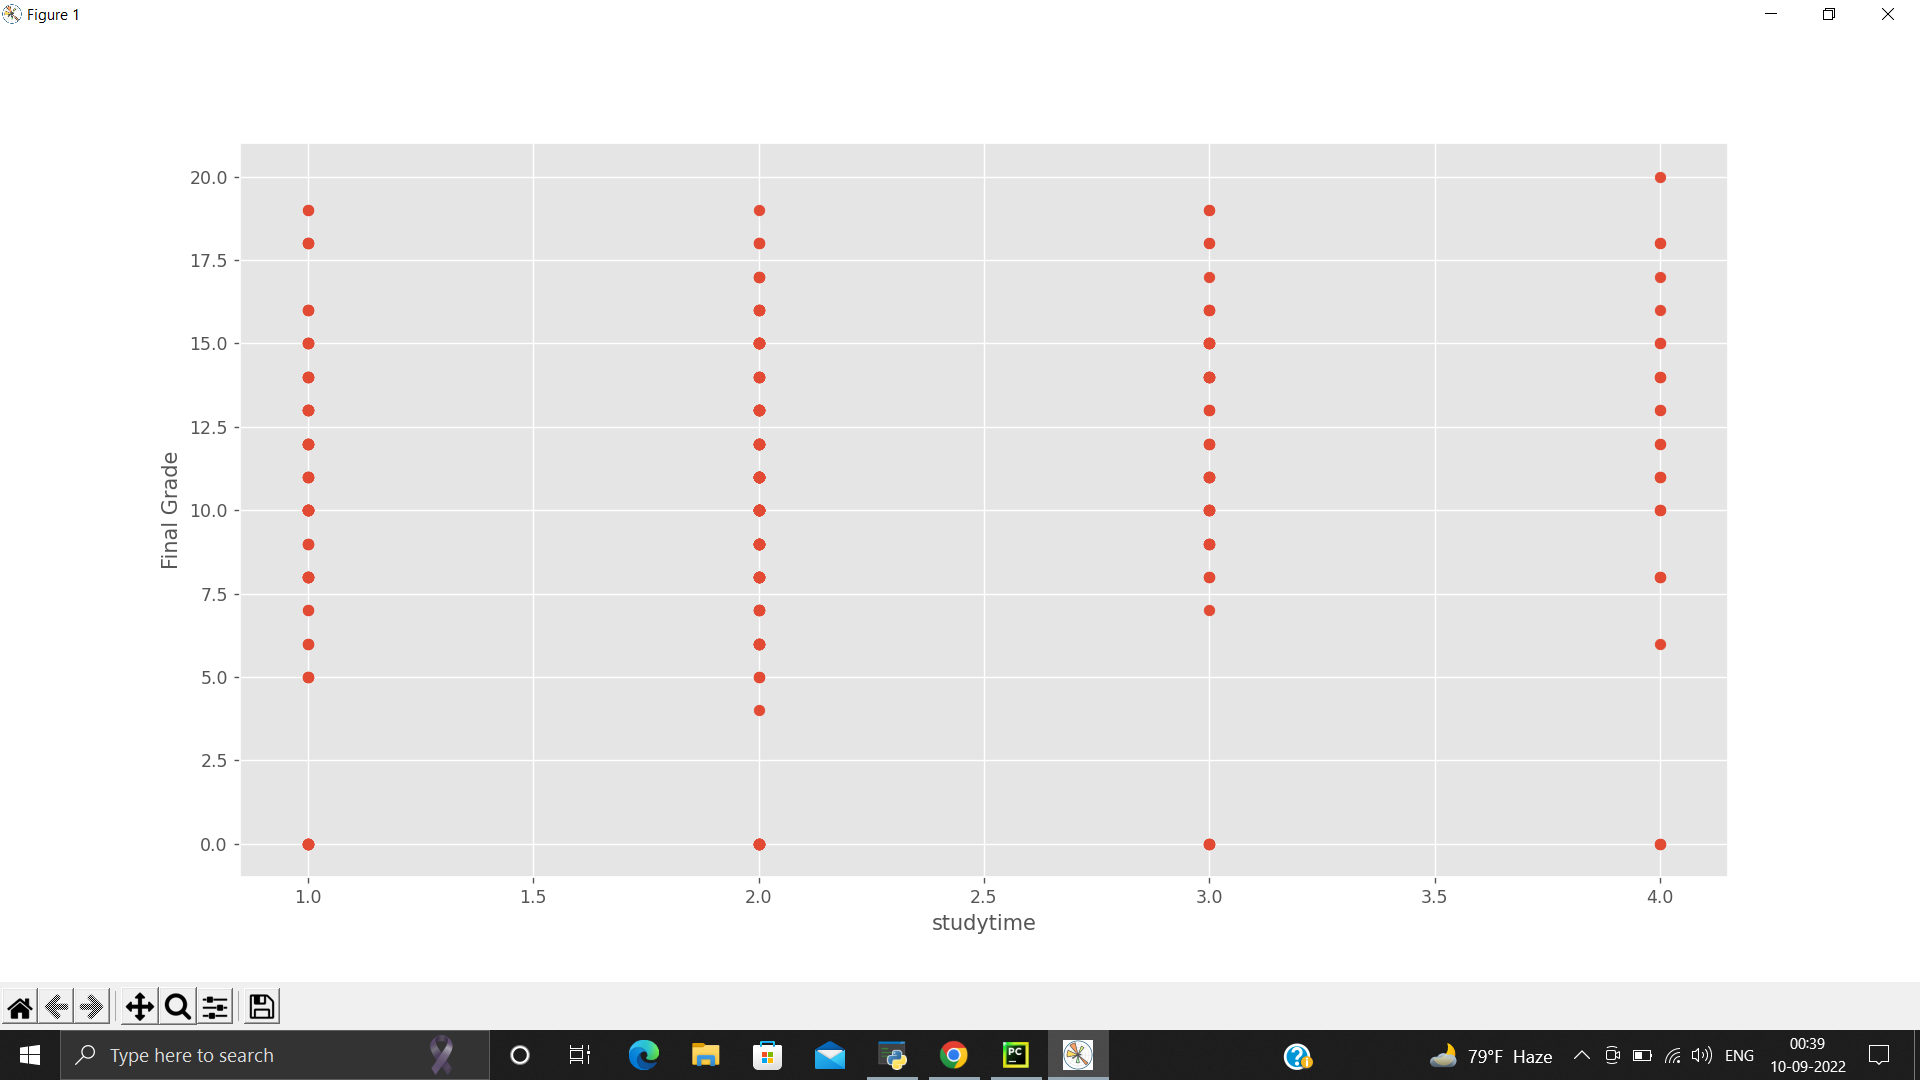 Figure 1
20.0
17.5
15.0
12.5
10.0
7.5
5.0
2.5
0.0
Final Grade
1.0 1.5 2.0 2.5 3.0 3.5 4.0
studytime
Type here to search
PC
79°F Haze
ENG
00:39
10-09-2022